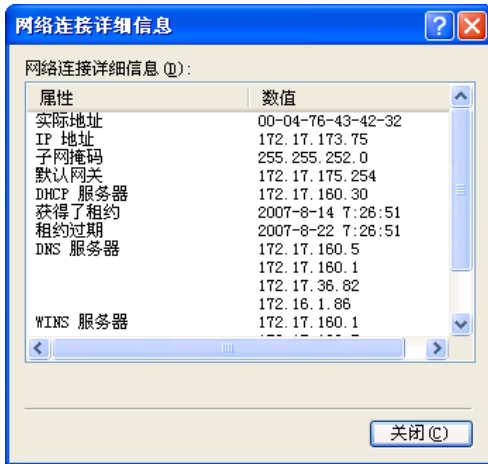 网络连接详细信息
网络连接详细信息(D):
属性 数值
实际地址 00-04-76-43-42-32
IP 地址 172.17.173.75
子网掩码 255.255.252.0
默认网关 172.17.175.254
DHCP 服务器 172.17.160.30
获得了租约 2007-8-14 7:26:51
租约过期 2007-8-22 7:26:51
DNS 服务器 172.17.160.5
172.17.160.1
172.17.36.82
172.16.1.86
WINS 服务器 172.17.160.1
关闭(C)